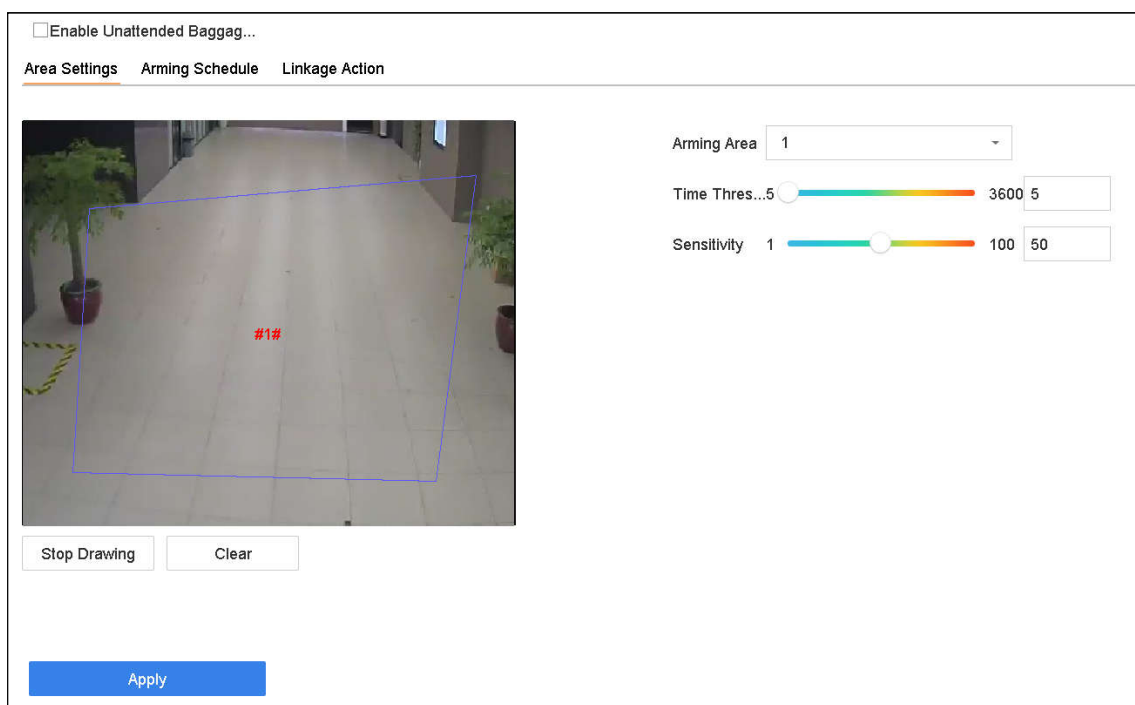 Enable Unattended Baggag...
Area Settings Arming Schedule Linkage Action
Arming Area 1
Time Thres...5 3600 5
Sensitivity 1 100 50
#1#
Stop Drawing Clear
Apply